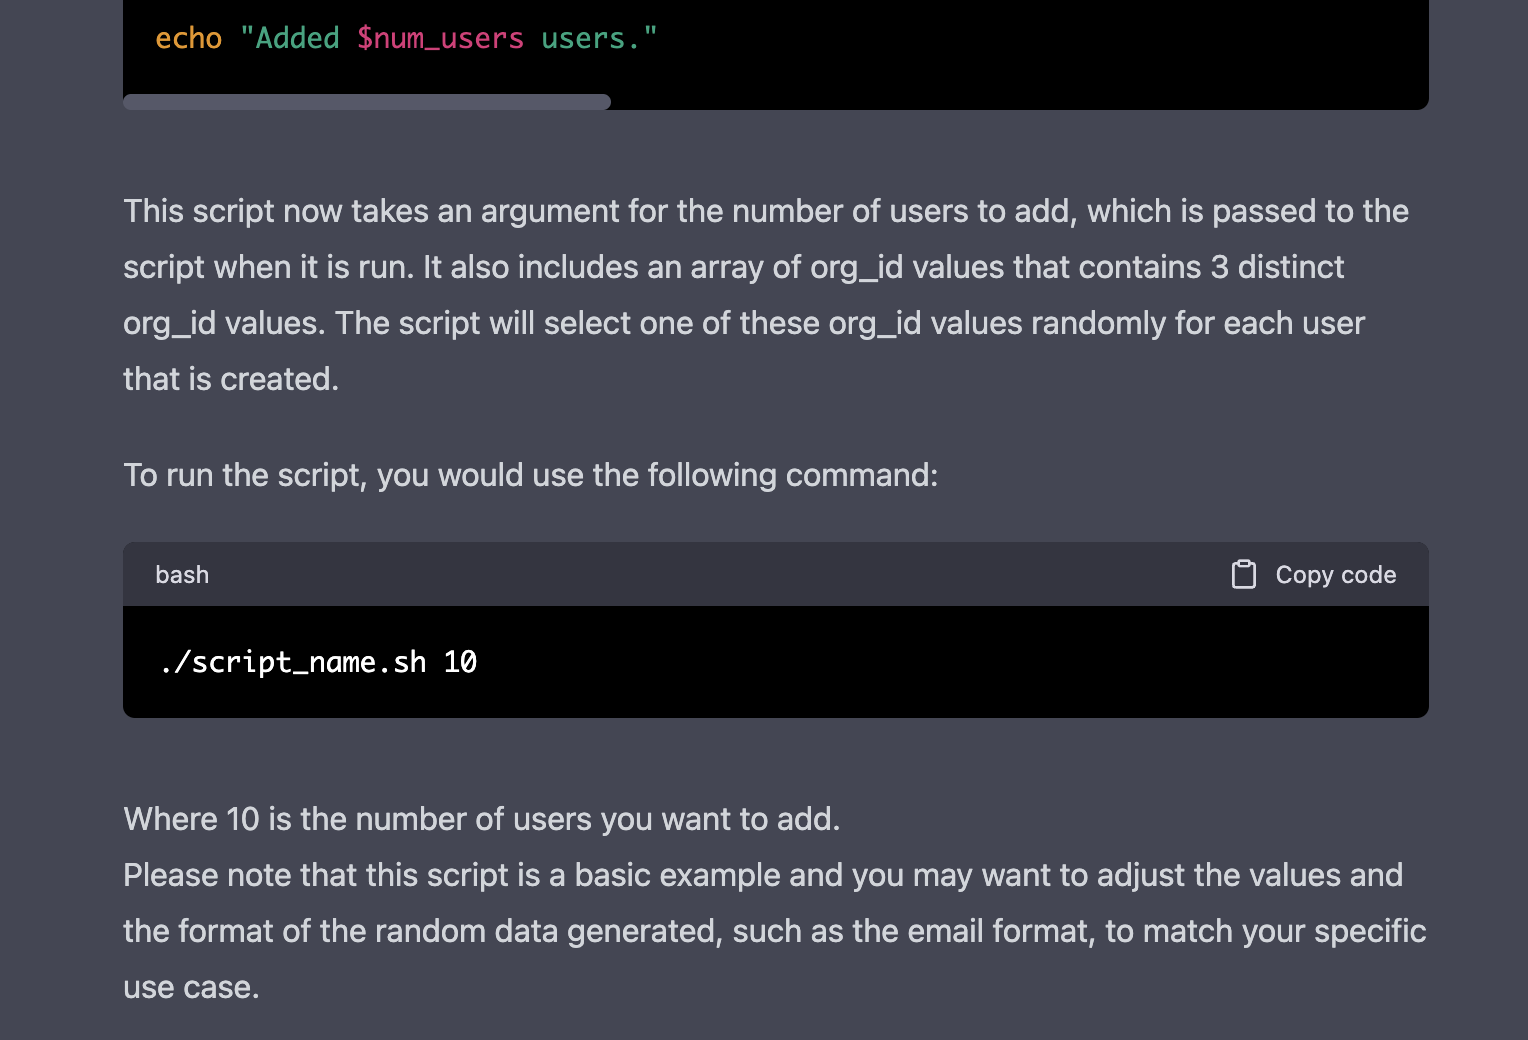 echo "Added $num_users users."
This script now takes an argument for the number of users to add, which is passed to the
script when it is run. It also includes an array of org_id values that contains 3 distinct
org_id values. The script will select one of these org_id values randomly for each user
that is created.
To run the script, you would use the following command:
bash Copy code
./script_name.sh 10
Where 10 is the number of users you want to add.
Please note that this script is a basic example and you may want to adjust the values and
the format of the random data generated, such as the email format, to match your specific
use case.